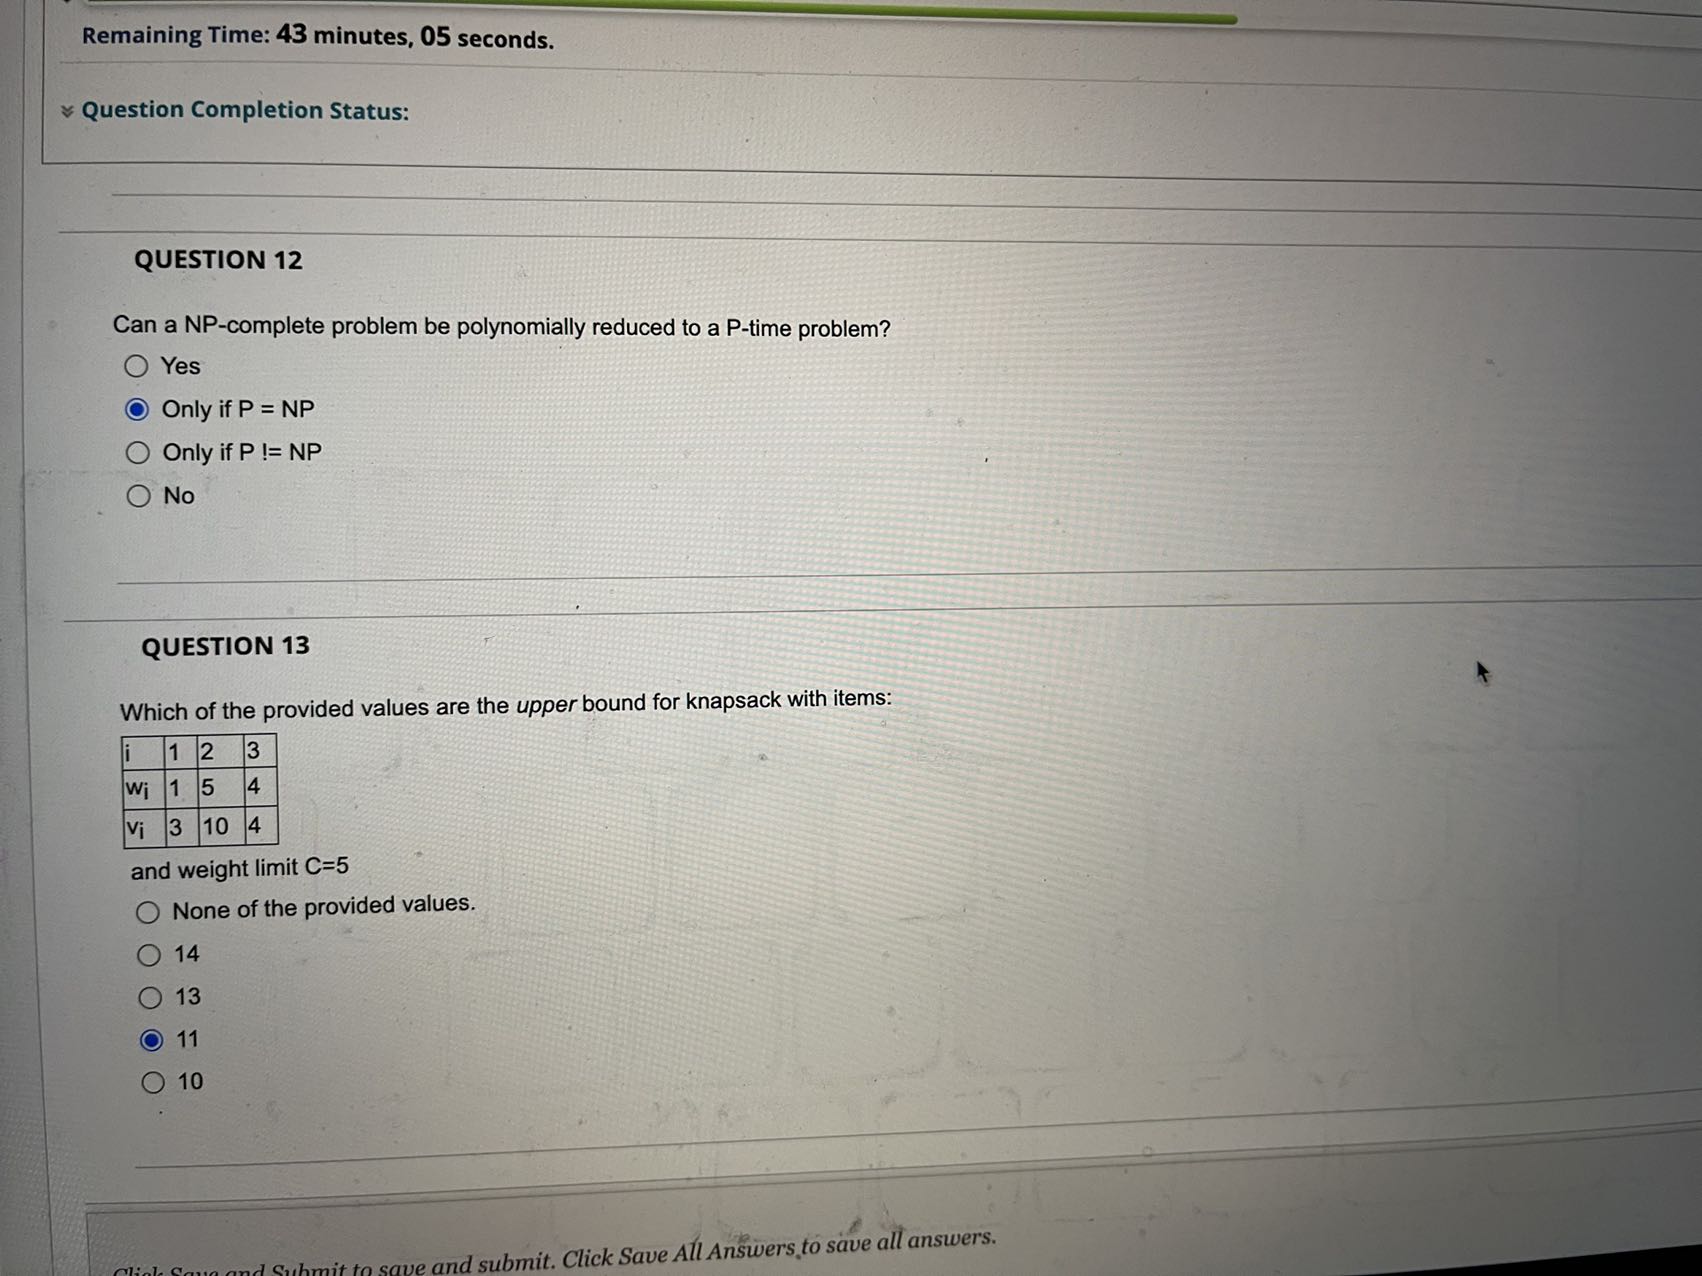 Remaining Time: 43 minutes, 05 seconds.
Question Completion Status:
QUESTION 12
Can a NP-complete problem be polynomially reduced to a P-time problem?
Yes
Only if P = NP
Only if P != NP
No
QUESTION 13
Which of the provided values are the upper bound for knapsack with items:
i 1 2 3
wi 1 5 4
vi 3 10 4
and weight limit C=5
None of the provided values.
14
13
11
10
Click Save and Submit to save and submit. Click Save All Answers to save all answers.